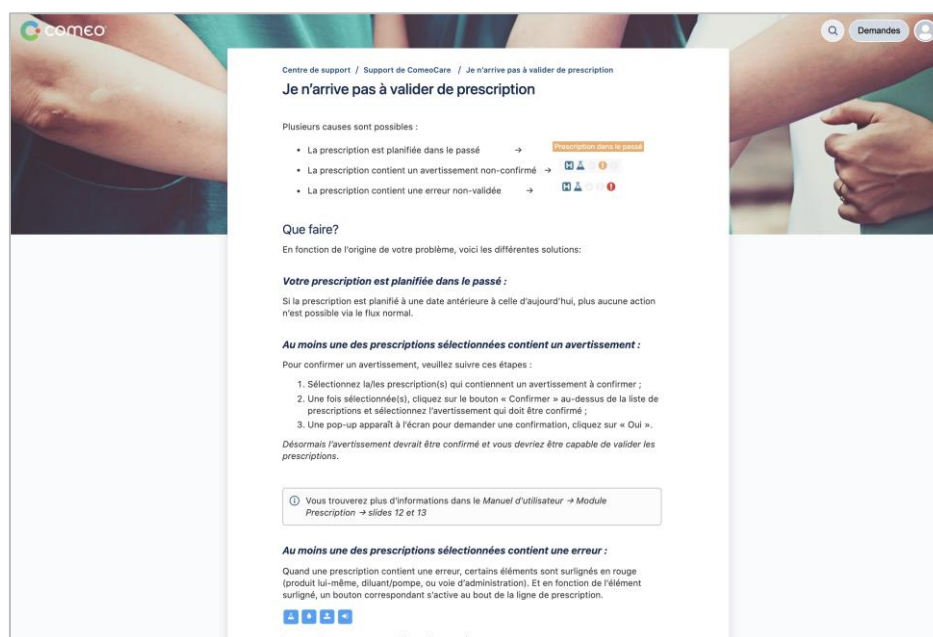 comeo
Demandes
Centre de support / Support de ComeoCare / Je n'arrive pas à valider de prescription
Je n'arrive pas à valider de prescription
Plusieurs causes sont possibles :
• La prescription est planifiée dans le passé → Prescription dans le passé
• La prescription contient un avertissement non-confirmé →
• La prescription contient une erreur non-validée →
Que faire?
En fonction de l'origine de votre problème, voici les différentes solutions:
Votre prescription est planifiée dans le passé :
Si la prescription est planifié à une date antérieure à celle d'aujourd'hui, plus aucune action
n'est possible via le flux normal.
Au moins une des prescriptions sélectionnées contient un avertissement :
Pour confirmer un avertissement, veuillez suivre ces étapes :
1. Sélectionnez la/les prescription(s) qui contiennent un avertissement à confirmer ;
2. Une fois sélectionnée(s), cliquez sur le bouton « Confirmer » au-dessus de la liste de
prescriptions et sélectionnez l'avertissement qui doit être confirmé ;
3. Une pop-up apparaît à l'écran pour demander une confirmation, cliquez sur « Oui ».
Désormais l'avertissement devrait être confirmé et vous devriez être capable de valider les
prescriptions.
Vous trouverez plus d'informations dans le Manuel d'utilisateur → Module
Prescription → slides 12 et 13
Au moins une des prescriptions sélectionnées contient une erreur :
Quand une prescription contient une erreur, certains éléments sont surlignés en rouge
(produit lui-même, diluant/pompe, ou voie d'administration). Et en fonction de l'élément
surligné, un bouton correspondant s'active au bout de la ligne de prescription.